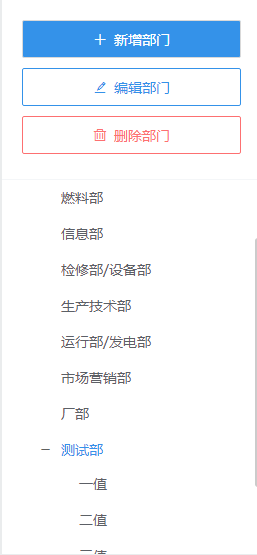 新增部门
编辑部门
删除部门
燃料部
信息部
检修部/设备部
生产技术部
运行部/发电部
市场营销部
厂部
测试部
一值
二值
三值